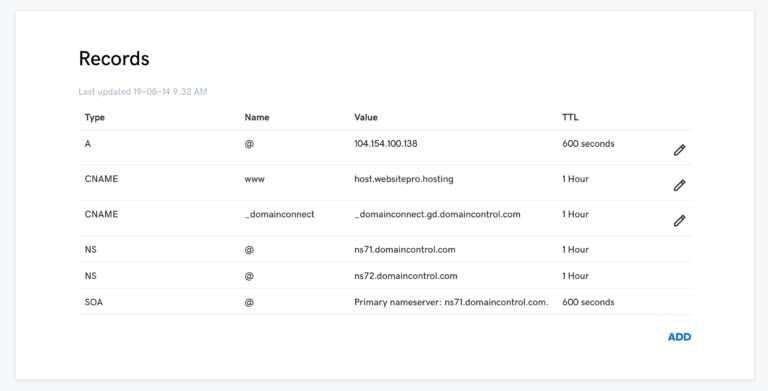 Records
Last updated 19-08-14 9:32 AM
Type Name Value TTL
A @ 104.154.100.138 600 seconds
CNAME www host.websitepro.hosting 1 Hour
CNAME _domainconnect _domainconnect.gd.domaincontrol.com 1 Hour
NS @ ns71.domaincontrol.com 1 Hour
NS @ ns72.domaincontrol.com 1 Hour
SOA @ Primary nameserver: ns71.domaincontrol.com. 600 seconds
ADD